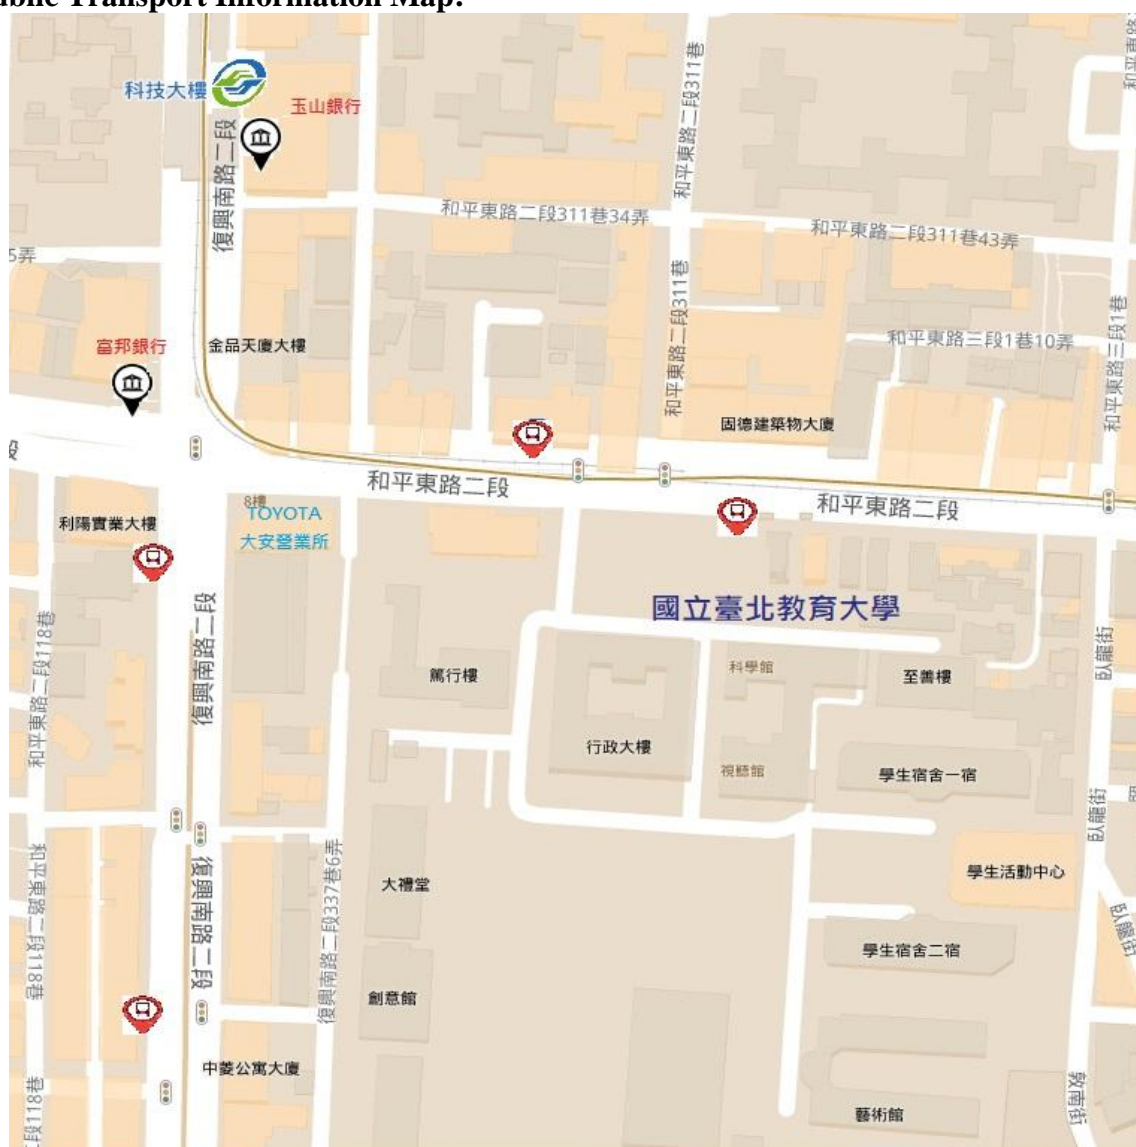 Public Transport Information Map:
科技大樓
玉山銀行
復興南路二段
和平東路二段311巷
和平東路二段311巷34弄
和平東路二段311巷43弄
5弄
富邦銀行
金品天廈大樓
和平東路二段311巷
和平東路三段1巷10弄
和平東路三段1巷
固德建築物大廈
段
和平東路二段
和平東路二段
8樓
TOYOTA
大安營業所
利陽實業大樓
國立臺北教育大學
復興南路二段
和平東路二段118巷
篤行樓
科學館
至善樓
臥龍街
行政大樓
視聽館
學生宿舍一宿
臥龍街
和平東路二段118巷
復興南路二段
復興南路二段337巷6弄
大禮堂
學生活動中心
臥龍街
學生宿舍二宿
創意館
中菱公寓大廈
二段118巷
藝術館
敦南街